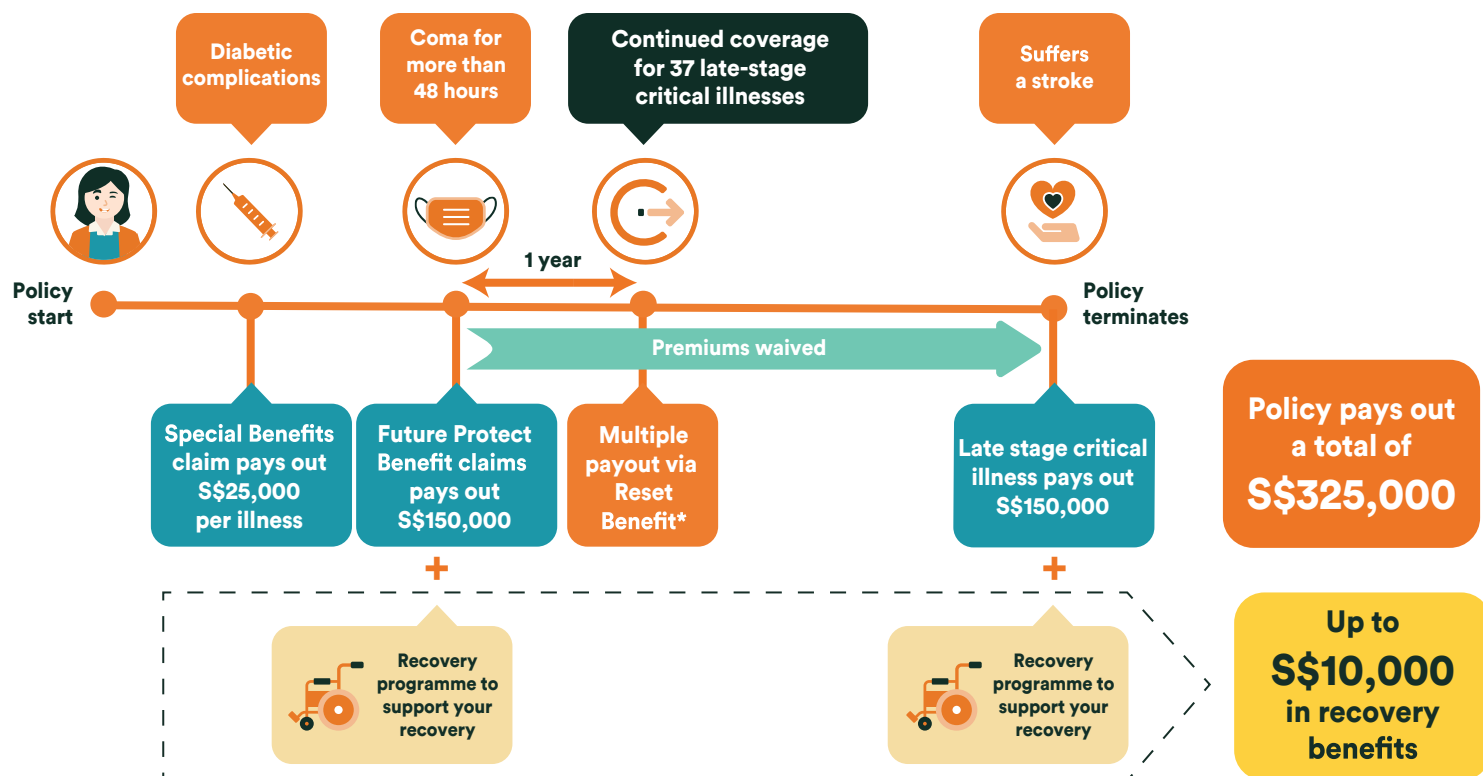 Diabetic
complications
Coma for
more than
48 hours
Continued coverage
for 37 late-stage
critical illnesses
Suffers
a stroke
1 year
Policy
start
Policy
terminates
Premiums waived
Special Benefits
claim pays out
S$25,000
per illness
Future Protect
Benefit claims
pays out
S$150,000
Multiple
payout via
Reset
Benefit*
Late stage critical
illness pays out
S$150,000
Policy pays out
a total of
S$325,000
+
+
Recovery
programme to
support your
recovery
Recovery
programme to
support your
recovery
Up to
S$10,000
in recovery
benefits